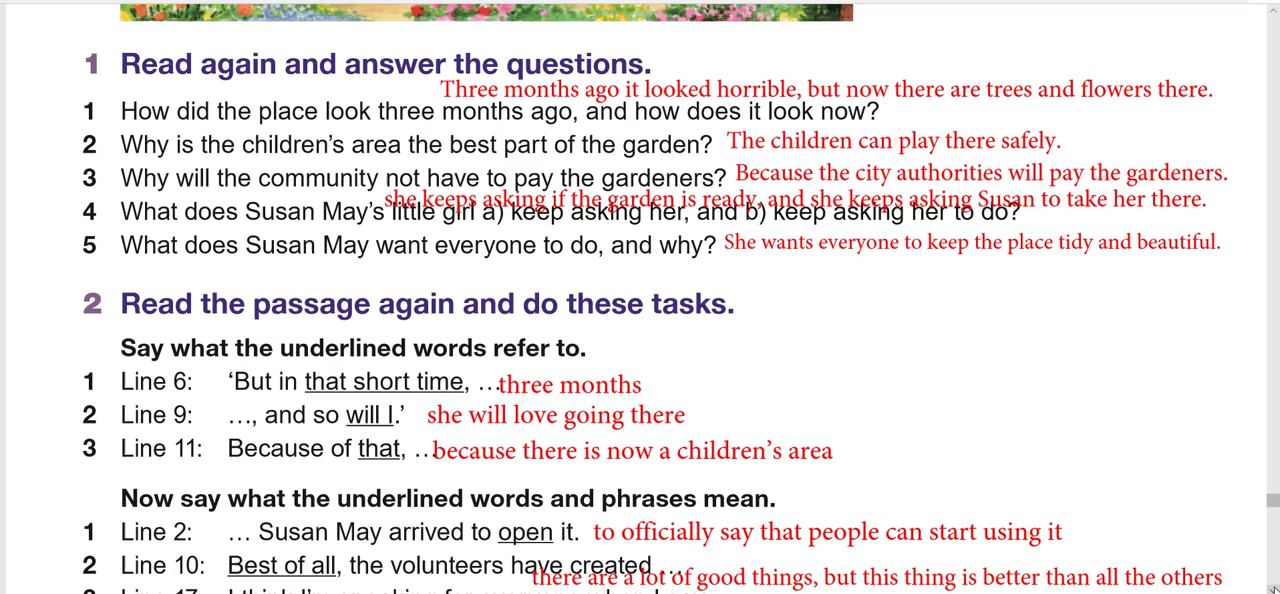 1 Read again and answer the questions.
Three months ago it looked horrible, but now there are trees and flowers there.
1 How did the place look three months ago, and how does it look now?
2 Why is the children's area the best part of the garden? The children can play there safely.
3 Why will the community not have to pay the gardeners? Because the city authorities will pay the gardeners.
she keeps asking if the garden is ready, and she keeps asking Susan to take her there.
4 What does Susan May's little girl a) keep asking her, and b) keep asking her to do?
5 What does Susan May want everyone to do, and why? She wants everyone to keep the place tidy and beautiful.
2 Read the passage again and do these tasks.
Say what the underlined words refer to.
1 Line 6: 'But in that short time, … three months
2 Line 9: …, and so will I.' she will love going there
3 Line 11: Because of that, … because there is now a children's area
Now say what the underlined words and phrases mean.
1 Line 2: … Susan May arrived to open it. to officially say that people can start using it
2 Line 10: Best of all, the volunteers have created …
there are a lot of good things, but this thing is better than all the others